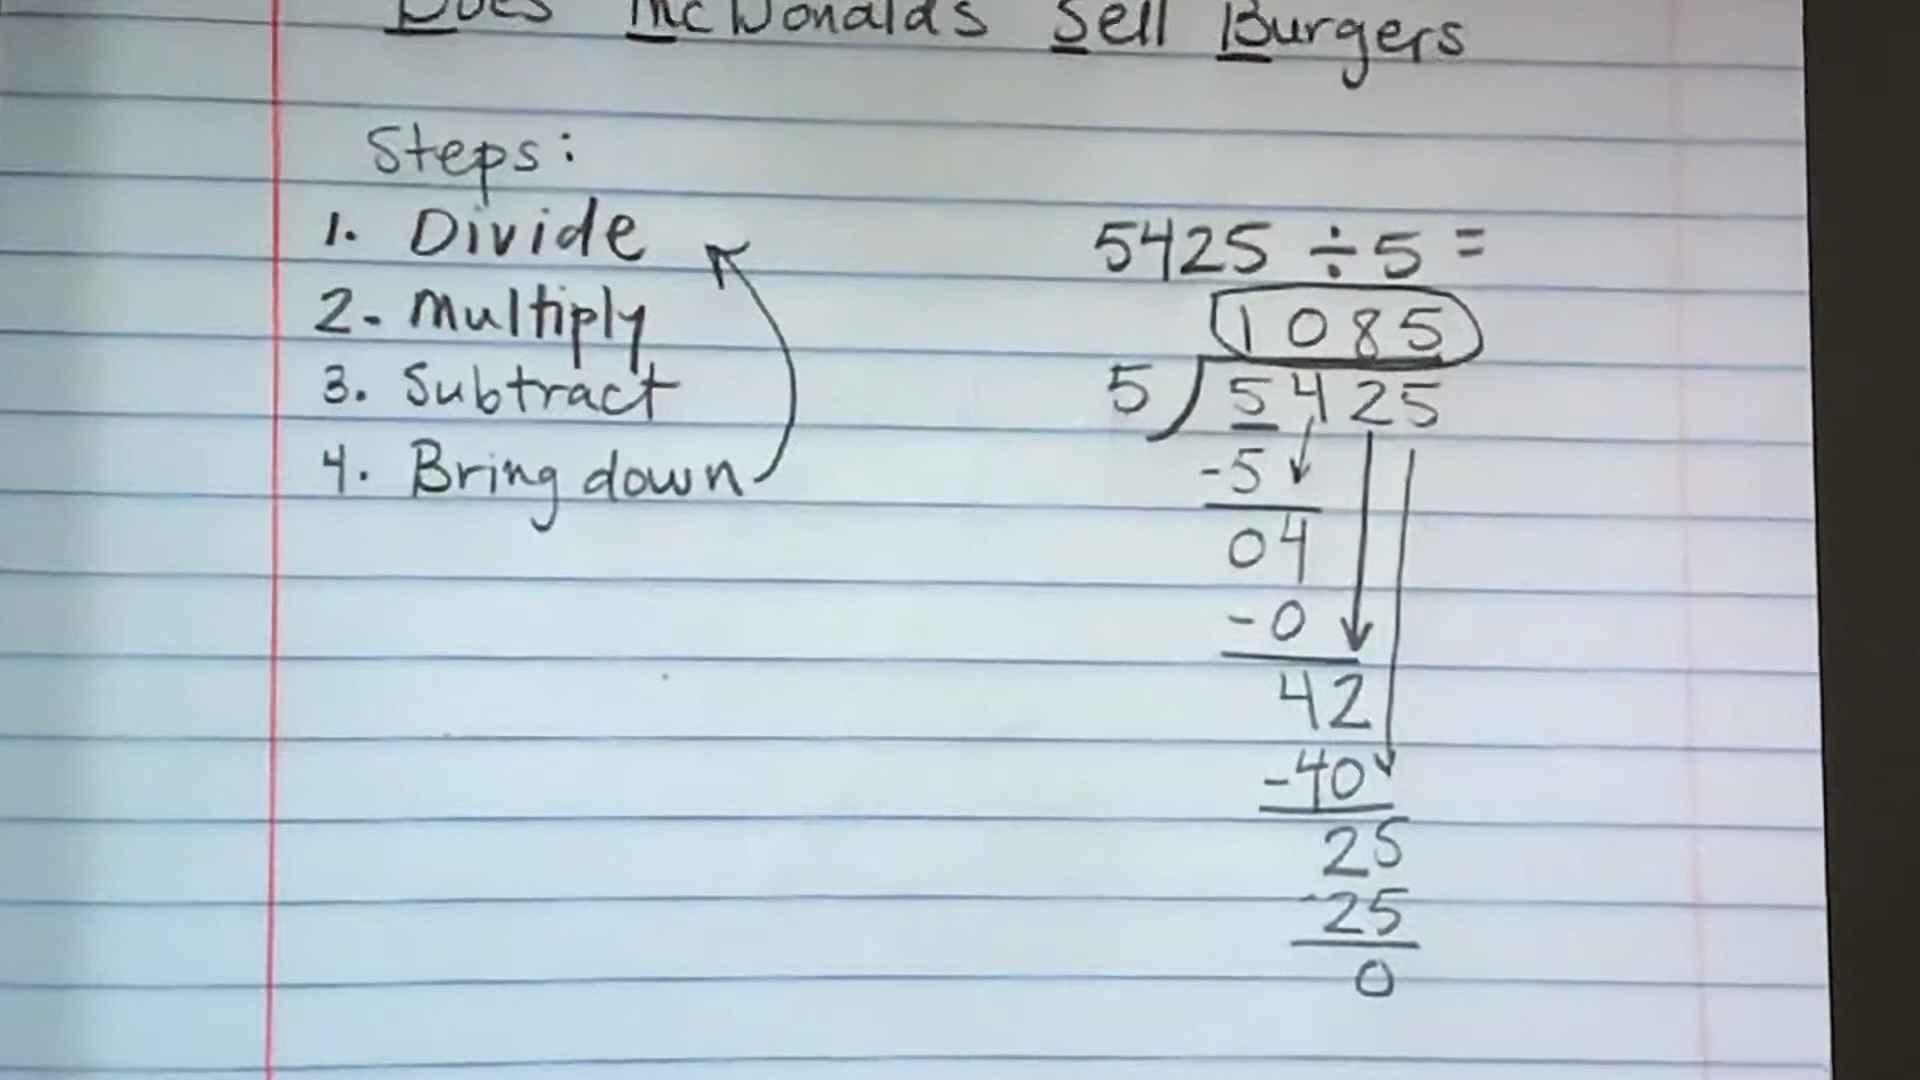 Does McDonalds Sell Burgers
Steps:
1. Divide
2. Multiply
3. Subtract
4. Bring down
5425 ÷ 5 =
1085
5 ) 5425
-5
04
-0
42
-40
25
-25
0